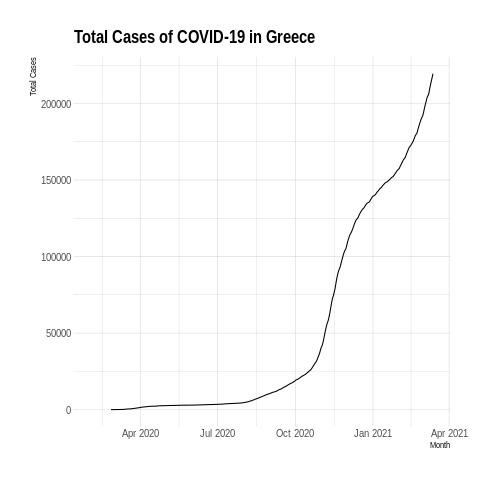 Total Cases of COVID-19 in Greece
Total Cases
200000
150000
100000
50000
0
Apr 2020 Jul 2020 Oct 2020 Jan 2021 Apr 2021
Month